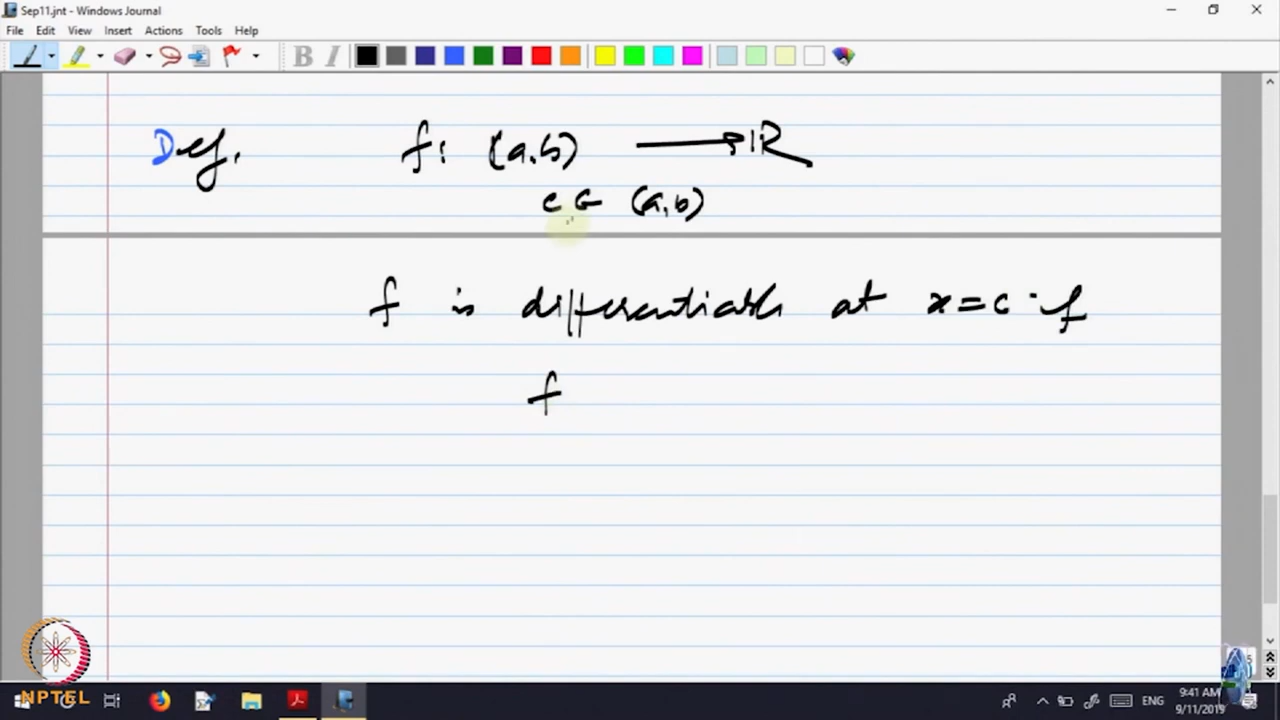 Sep11.jnt - Windows Journal
File Edit View Insert Actions Tools Help
B I
Def. f: (a,b) → IR
c ∈ (a,b)
f is differentiable at x=c if
f
NPTEL
ENG
9:41 AM
9/11/2019